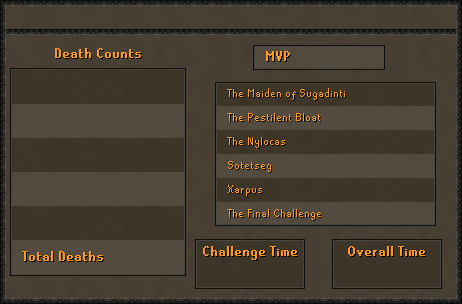 Death Counts
MVP
The Maiden of Sugadinti
The Pestilent Bloat
The Nylocas
Sotetseg
Xarpus
The Final Challenge
Total Deaths
Challenge Time
Overall Time